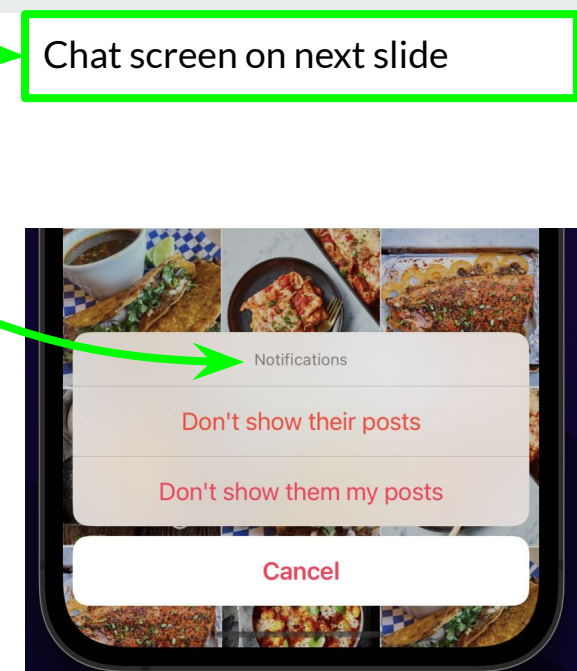 Chat screen on next slide
Notifications
Don't show their posts
Don't show them my posts
Cancel